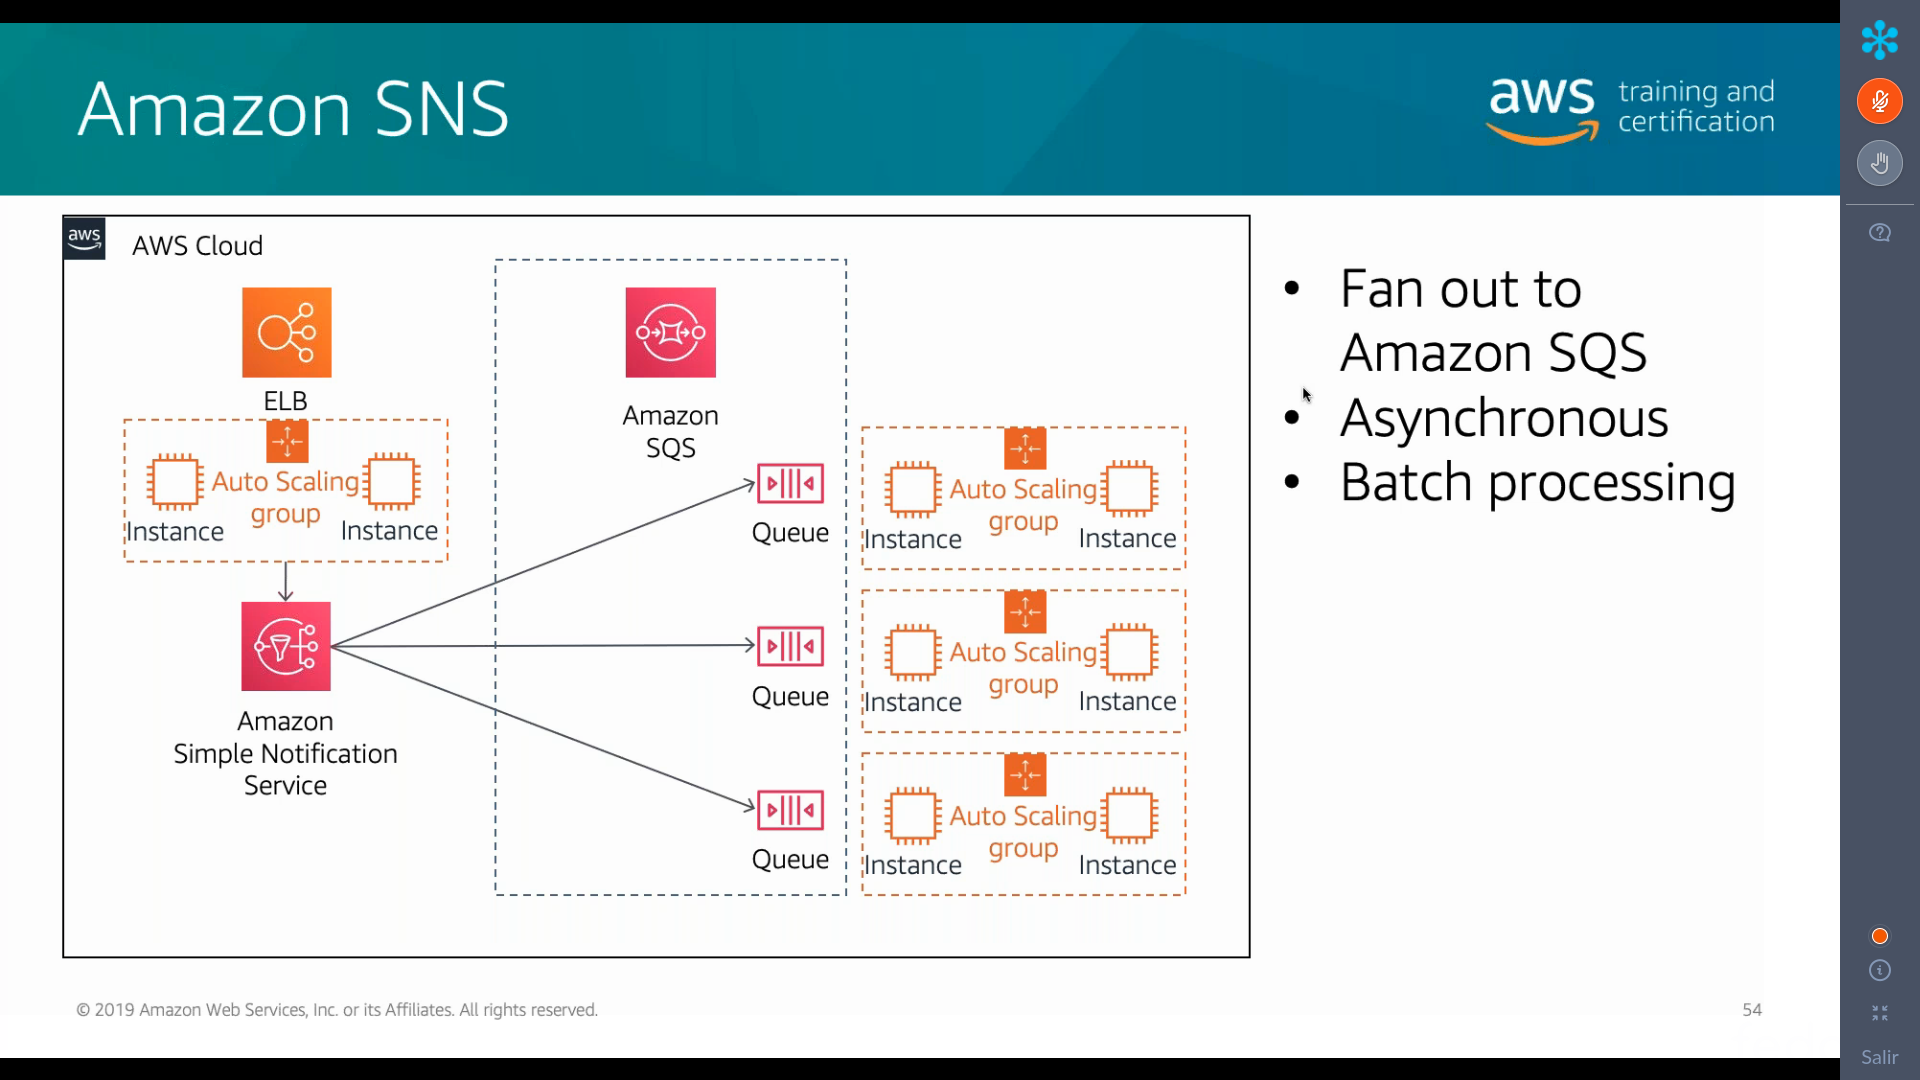 Amazon SNS
aws
training and
certification
aws
AWS Cloud
ELB
Auto Scaling
group
Instance
Instance
Amazon
Simple Notification
Service
Amazon
SQS
Queue
Queue
Queue
Auto Scaling
group
Instance
Instance
Auto Scaling
group
Instance
Instance
Auto Scaling
group
Instance
Instance
• Fan out to
Amazon SQS
• Asynchronous
• Batch processing
© 2019 Amazon Web Services, Inc. or its Affiliates. All rights reserved.
54
Salir